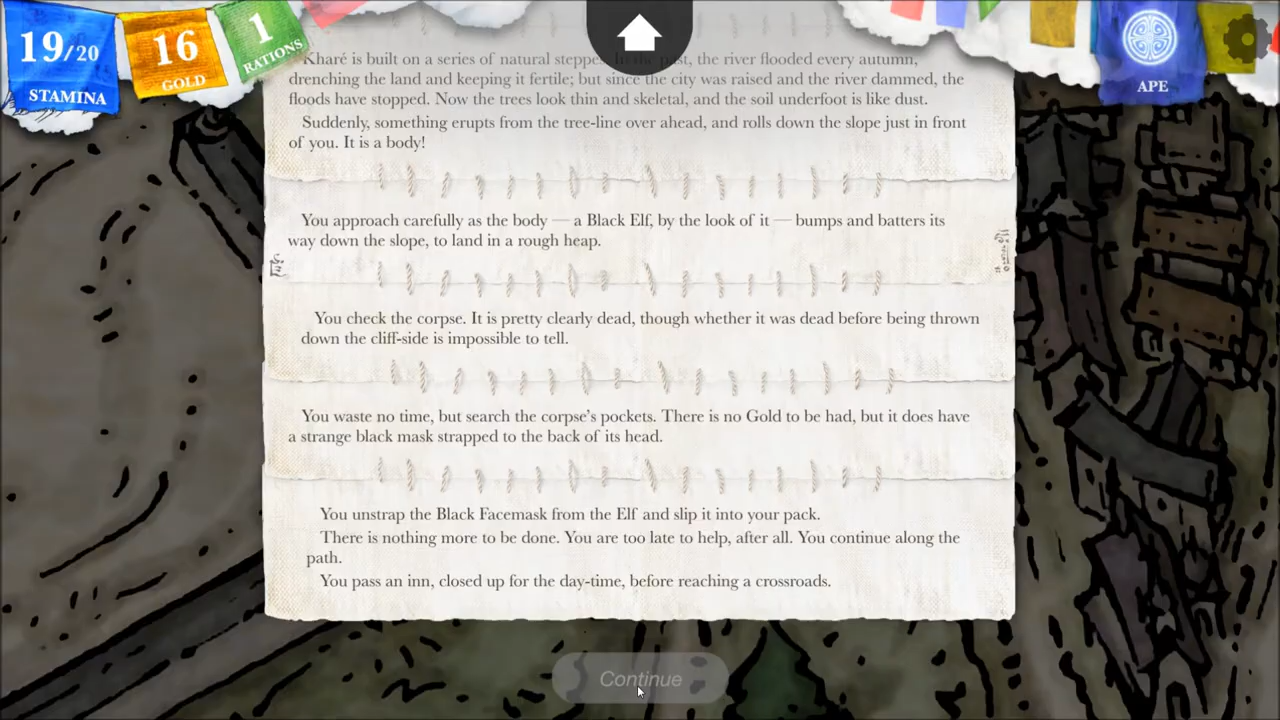 19/20
STAMINA
16
GOLD
1
RATIONS
APE
Kharé is built on a series of natural steppes. In the past, the river flooded every autumn,
drenching the land and keeping it fertile; but since the city was raised and the river dammed, the
floods have stopped. Now the trees look thin and skeletal, and the soil underfoot is like dust.
Suddenly, something erupts from the tree-line over ahead, and rolls down the slope just in front
of you. It is a body!
You approach carefully as the body — a Black Elf, by the look of it — bumps and batters its
way down the slope, to land in a rough heap.
You check the corpse. It is pretty clearly dead, though whether it was dead before being thrown
down the cliff-side is impossible to tell.
You waste no time, but search the corpse's pockets. There is no Gold to be had, but it does have
a strange black mask strapped to the back of its head.
You unstrap the Black Facemask from the Elf and slip it into your pack.
There is nothing more to be done. You are too late to help, after all. You continue along the
path.
You pass an inn, closed up for the day-time, before reaching a crossroads.
Continue